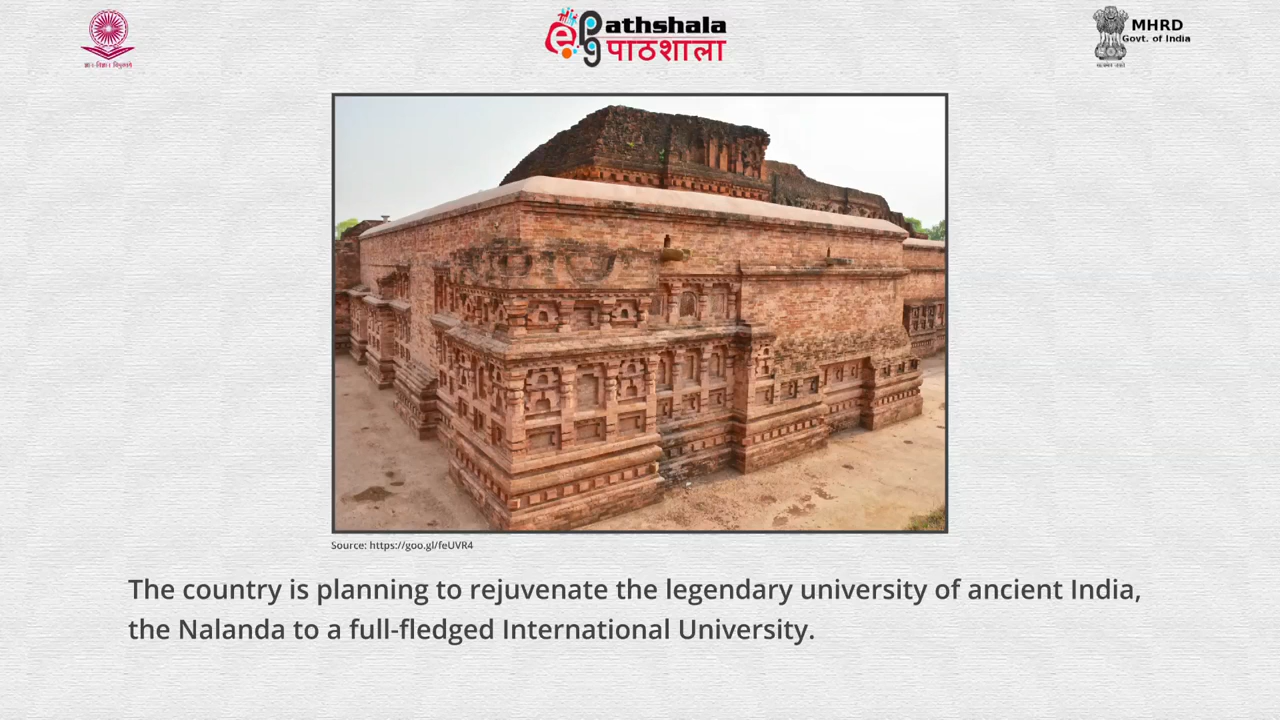 ePathshala
पाठशाला
MHRD
Govt. of India
Source: https://goo.gl/feUVR4
The country is planning to rejuvenate the legendary university of ancient India,
the Nalanda to a full-fledged International University.